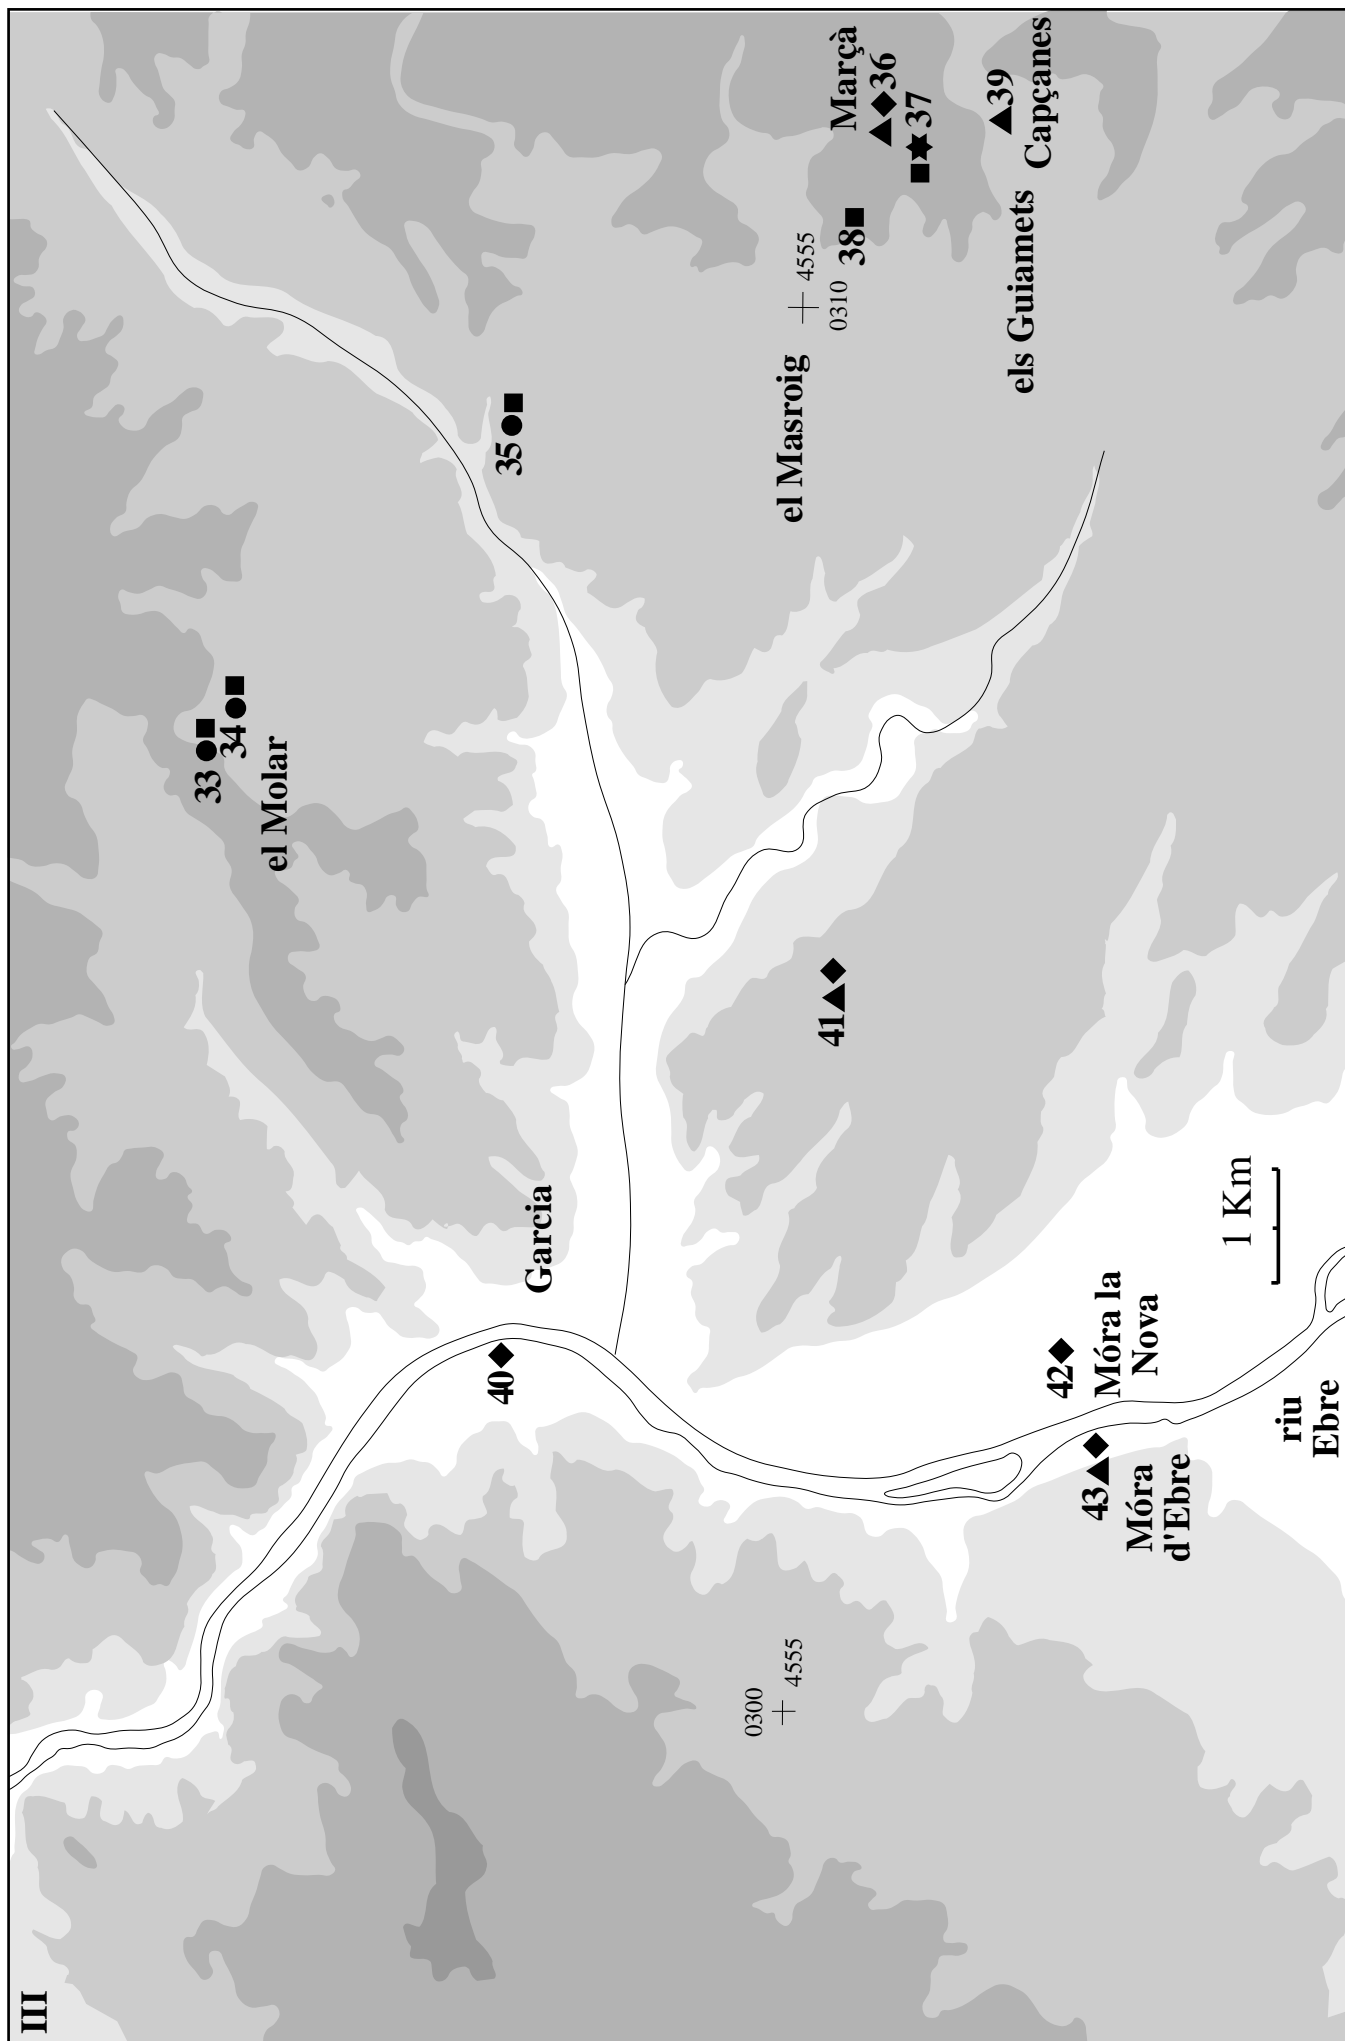 III
33
34
el Molar
35
Garcia
40
0300
4555
el Masroig
4555
0310
38
Marçà
36
37
39
Capçanes
els Guiamets
41
42
Móra la
Nova
43
Móra
d'Ebre
1 Km
riu
Ebre